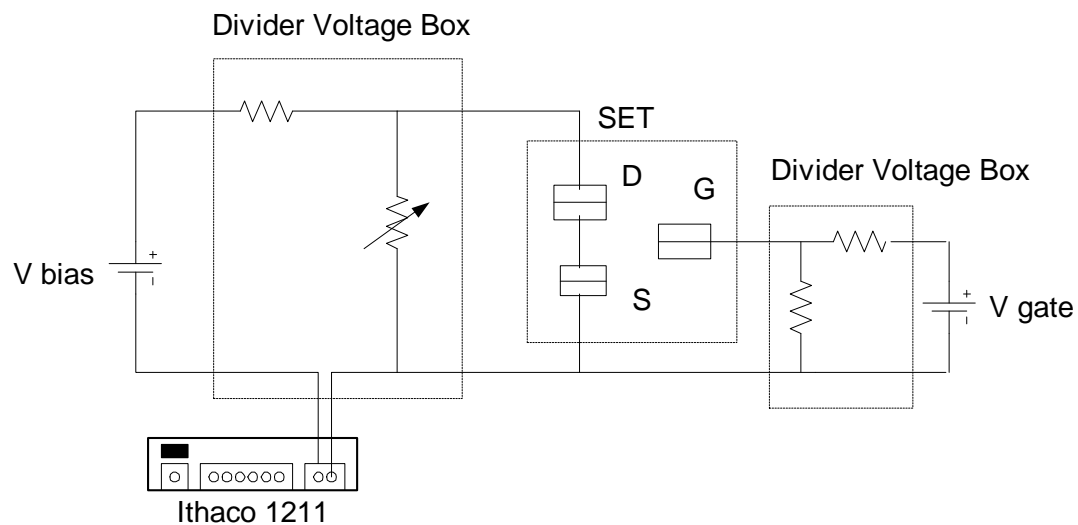 Divider Voltage Box
SET
D
G
Divider Voltage Box
+
-
V bias
S
+
-
V gate
Ithaco 1211